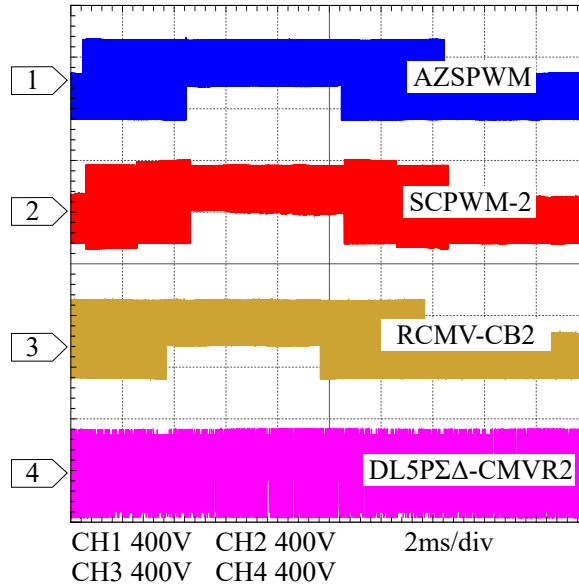 1
AZSPWM
2
SCPWM-2
3
RCMV-CB2
4
DL5PΣΔ-CMVR2
CH1 400V CH2 400V 2ms/div
CH3 400V CH4 400V